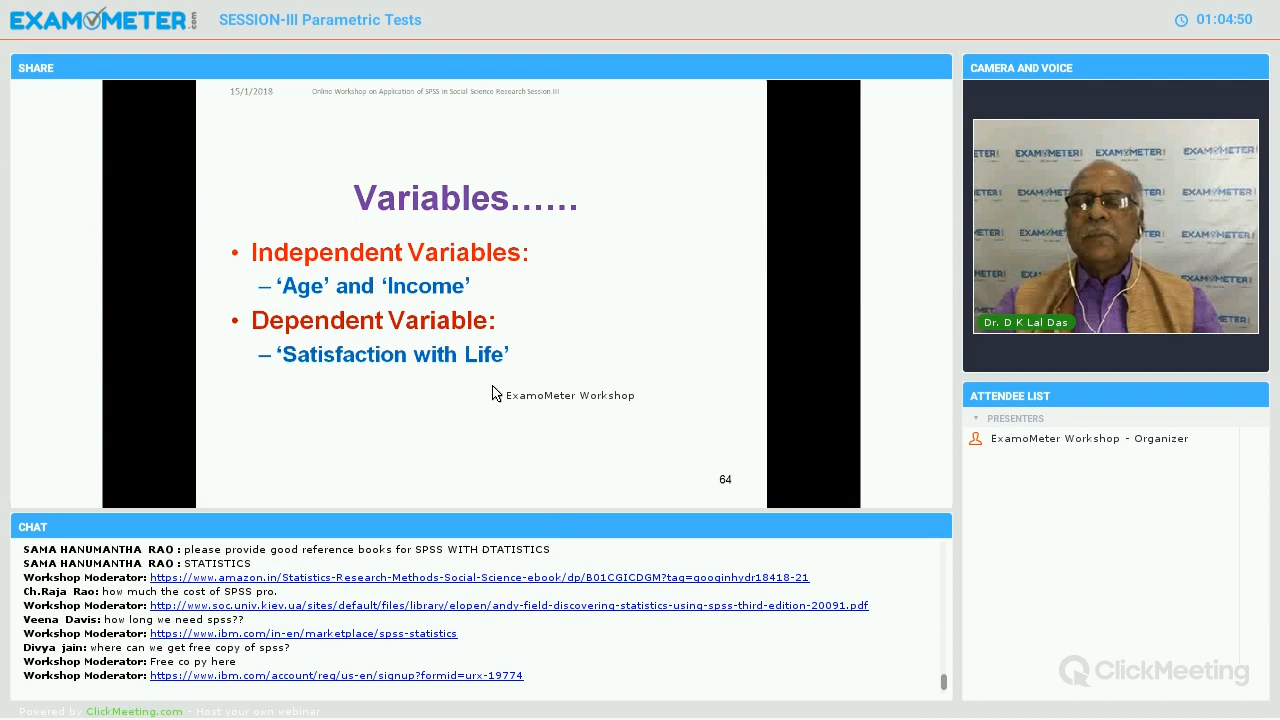 EXAMOMETER.com
SESSION-III Parametric Tests
01:04:50
SHARE
15/1/2018
Online Workshop on Application of SPSS in Social Science Research Session III
Variables......
• Independent Variables:
– ‘Age’ and ‘Income’
• Dependent Variable:
– ‘Satisfaction with Life’
ExamoMeter Workshop
64
CAMERA AND VOICE
Dr. D K Lal Das
ATTENDEE LIST
PRESENTERS
ExamoMeter Workshop - Organizer
CHAT
SAMA HANUMANTHA RAO : please provide good reference books for SPSS WITH DTATISTICS
SAMA HANUMANTHA RAO : STATISTICS
Workshop Moderator: https://www.amazon.in/Statistics-Research-Methods-Social-Science-ebook/dp/B01CGICDGM?tag=googinhydr18418-21
Ch.Raja Rao: how much the cost of SPSS pro.
Workshop Moderator: http://www.soc.univ.kiev.ua/sites/default/files/library/elopen/andy-field-discovering-statistics-using-spss-third-edition-20091.pdf
Veena Davis: how long we need spss??
Workshop Moderator: https://www.ibm.com/in-en/marketplace/spss-statistics
Divya jain: where can we get free copy of spss?
Workshop Moderator: Free co py here
Workshop Moderator: https://www.ibm.com/account/reg/us-en/signup?formid=urx-19774
ClickMeeting
Powered by ClickMeeting.com - Host your own webinar